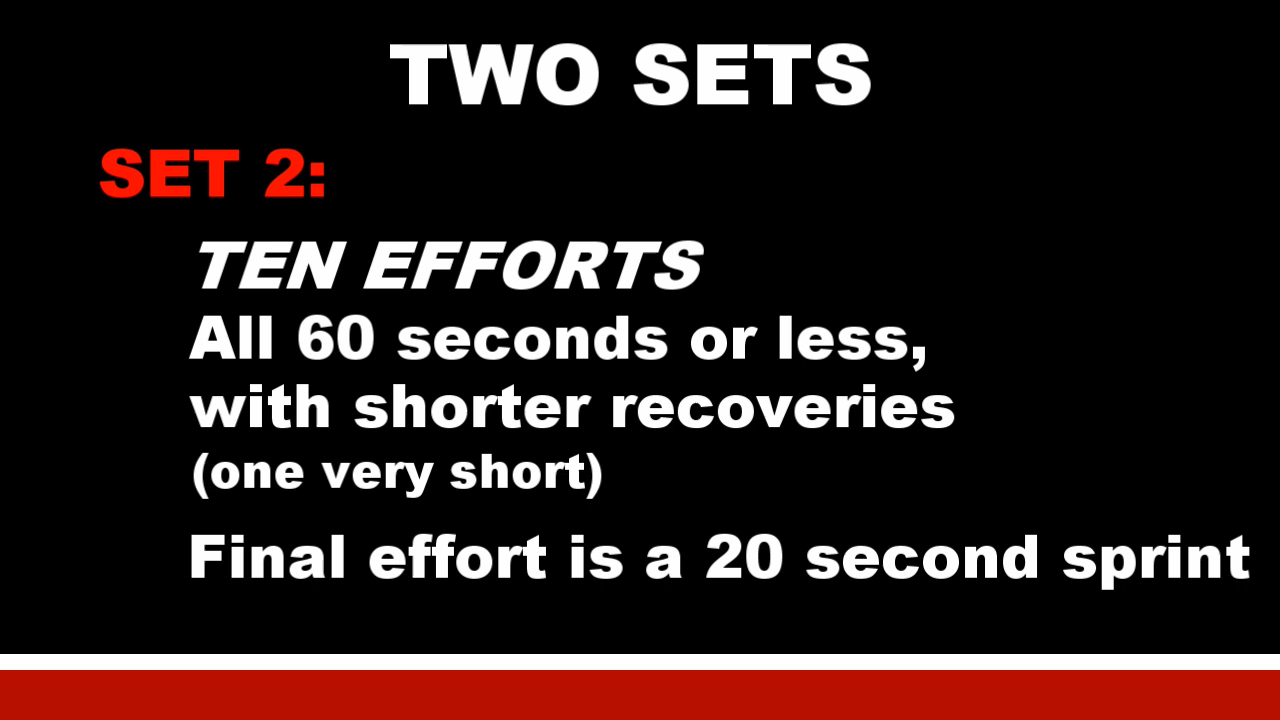 TWO SETS
SET 2:
TEN EFFORTS
All 60 seconds or less,
with shorter recoveries
(one very short)
Final effort is a 20 second sprint